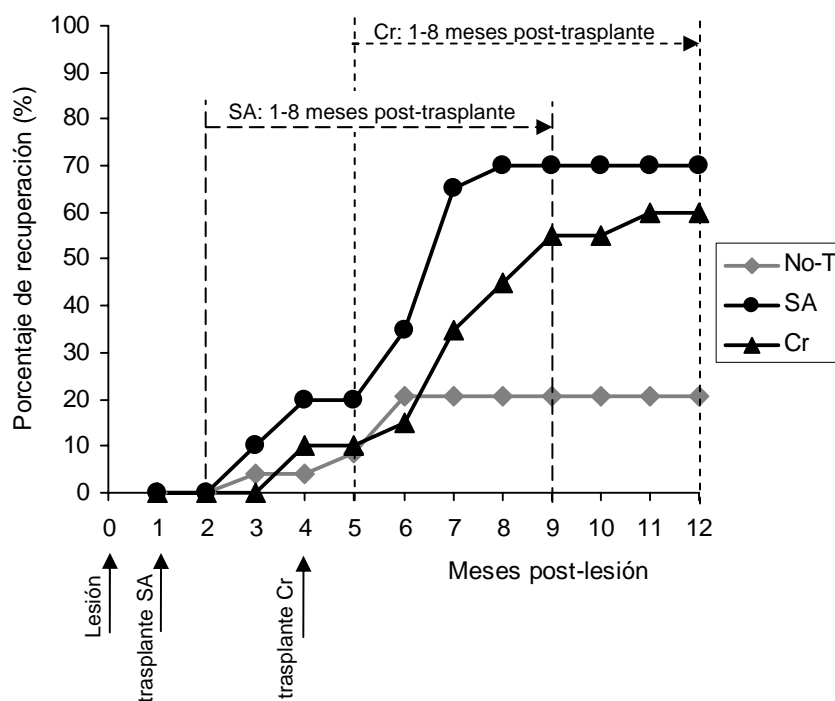 Cr: 1-8 meses post-trasplante
SA: 1-8 meses post-trasplante
Porcentaje de recuperación (%)
100
90
80
70
60
50
40
30
20
10
0
0 1 2 3 4 5 6 7 8 9 10 11 12
Meses post-lesión
Lesión
trasplante SA
trasplante Cr
No-T
SA
Cr